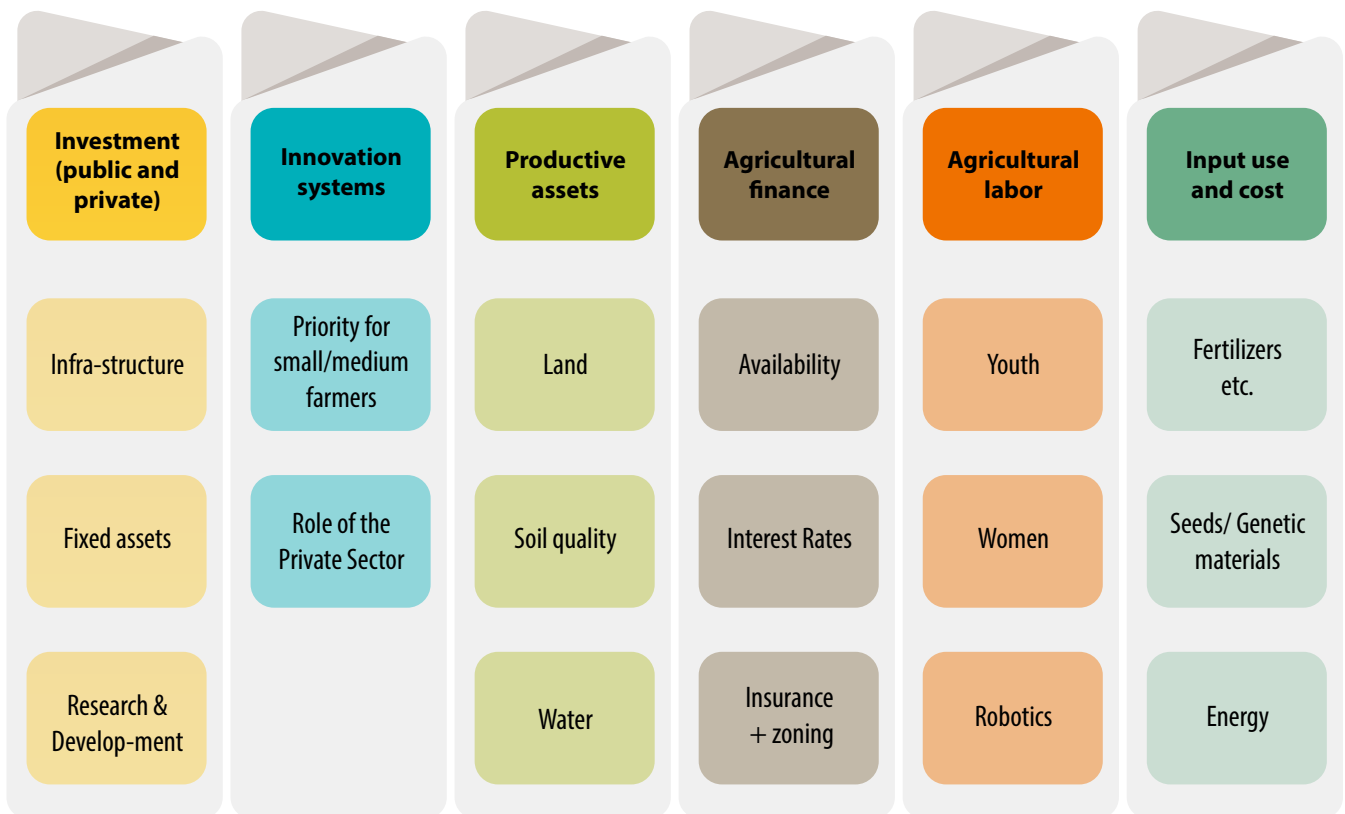 Investment
(public and
private)
Infra-structure
Fixed assets
Research &
Develop-ment
Innovation
systems
Priority for
small/medium
farmers
Role of the
Private Sector
Productive
assets
Land
Soil quality
Water
Agricultural
finance
Availability
Interest Rates
Insurance
+ zoning
Agricultural
labor
Youth
Women
Robotics
Input use
and cost
Fertilizers
etc.
Seeds/ Genetic
materials
Energy